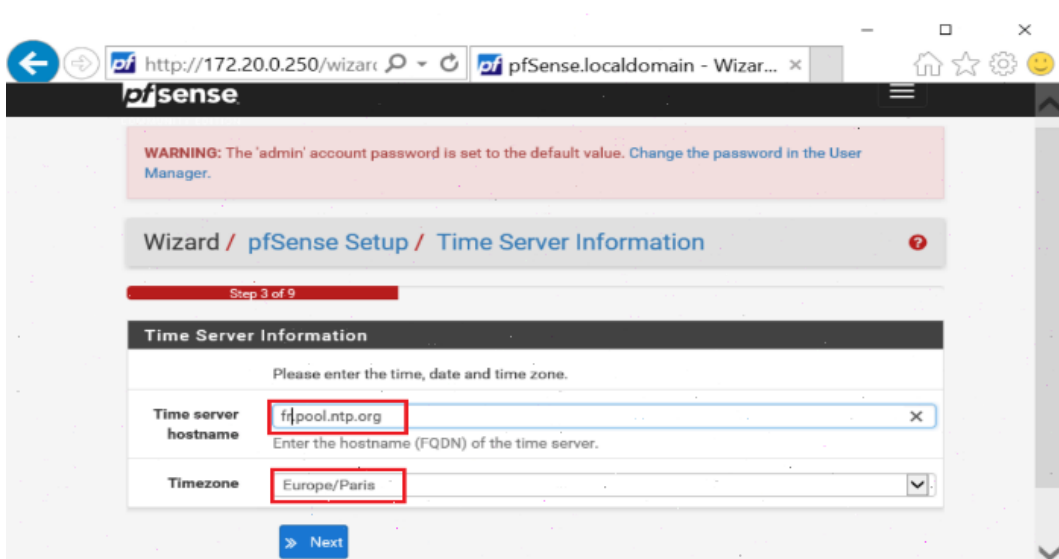 http://172.20.0.250/wizar
pfSense.localdomain - Wizar...
pfsense
WARNING: The 'admin' account password is set to the default value. Change the password in the User
Manager.
Wizard / pfSense Setup / Time Server Information
Step 3 of 9
Time Server Information
Please enter the time, date and time zone.
Time server
hostname
fr.pool.ntp.org
Enter the hostname (FQDN) of the time server.
Timezone
Europe/Paris
Next